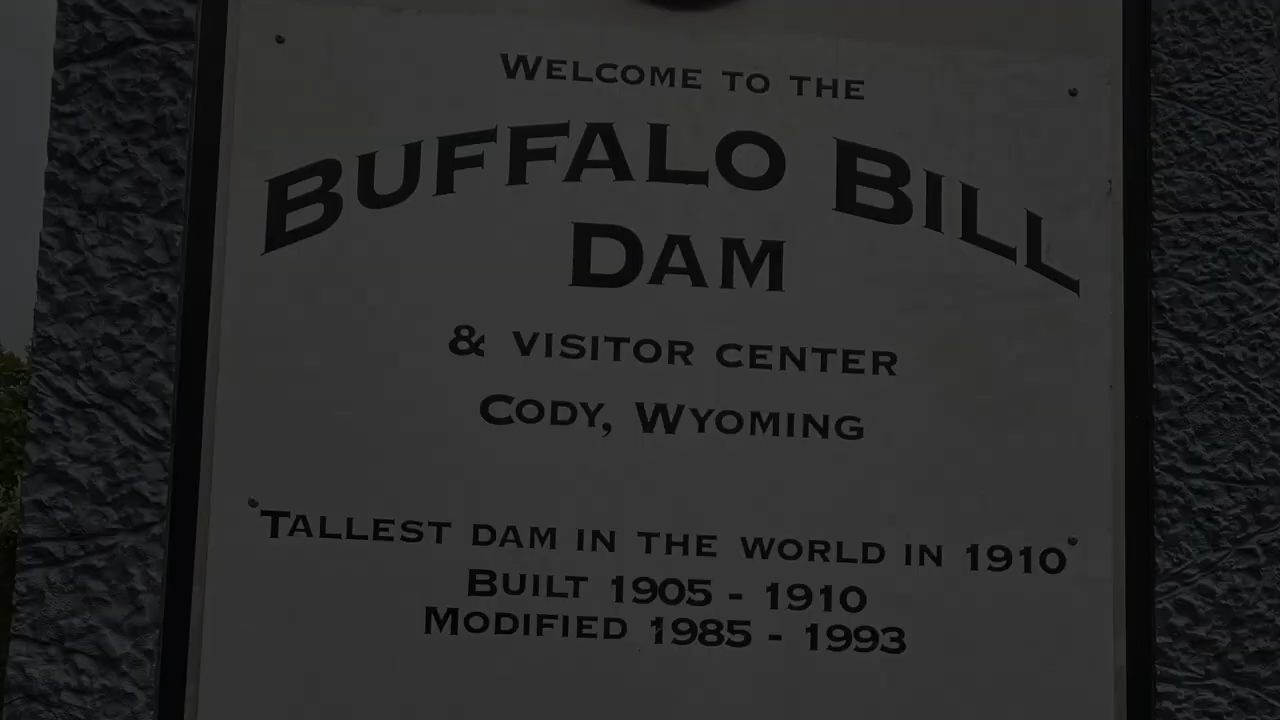 WELCOME TO THE
BUFFALO BILL
DAM
& VISITOR CENTER
CODY, WYOMING
TALLEST DAM IN THE WORLD IN 1910
BUILT 1905 - 1910
MODIFIED 1985 - 1993